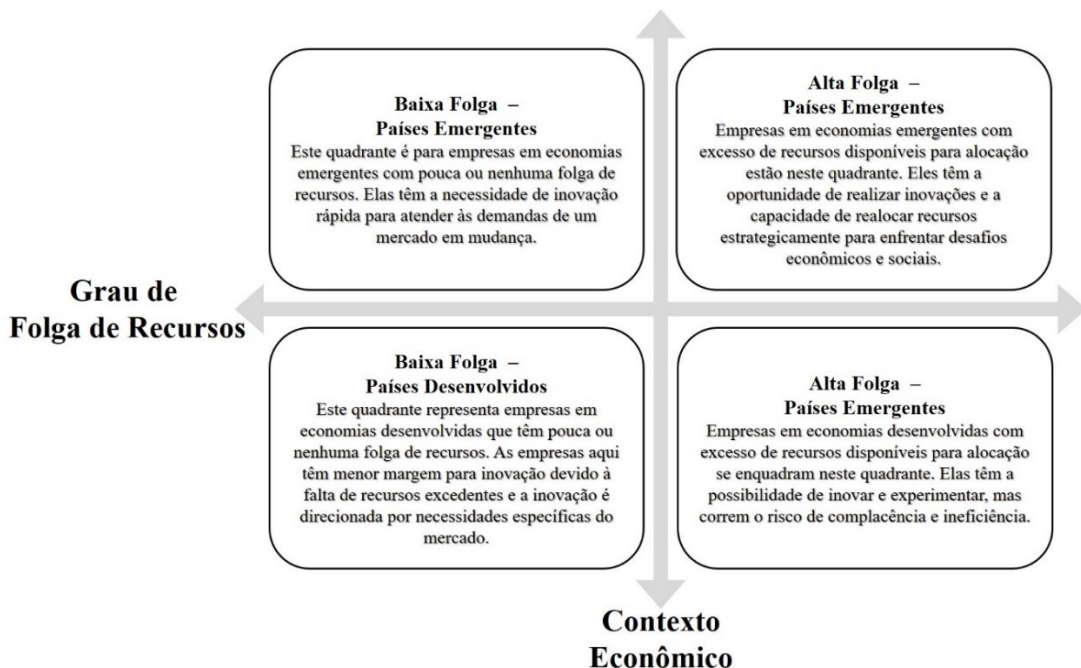 Baixa Folga –
Países Emergentes
Este quadrante é para empresas em economias
emergentes com pouca ou nenhuma folga de
recursos. Elas têm a necessidade de inovação
rápida para atender às demandas de um
mercado em mudança.
Alta Folga –
Países Emergentes
Empresas em economias emergentes com
excesso de recursos disponíveis para alocação
estão neste quadrante. Eles têm a
oportunidade de realizar inovações e a
capacidade de realocar recursos
estrategicamente para enfrentar desafios
econômicos e sociais.
Grau de
Folga de Recursos
Baixa Folga –
Países Desenvolvidos
Este quadrante representa empresas em
economias desenvolvidas que têm pouca ou
nenhuma folga de recursos. As empresas aqui
têm menor margem para inovação devido à
falta de recursos excedentes e a inovação é
direcionada por necessidades específicas do
mercado.
Alta Folga –
Países Emergentes
Empresas em economias desenvolvidas com
excesso de recursos disponíveis para alocação
se enquadram neste quadrante. Elas têm a
possibilidade de inovar e experimentar, mas
correm o risco de complacência e ineficiência.
Contexto
Econômico